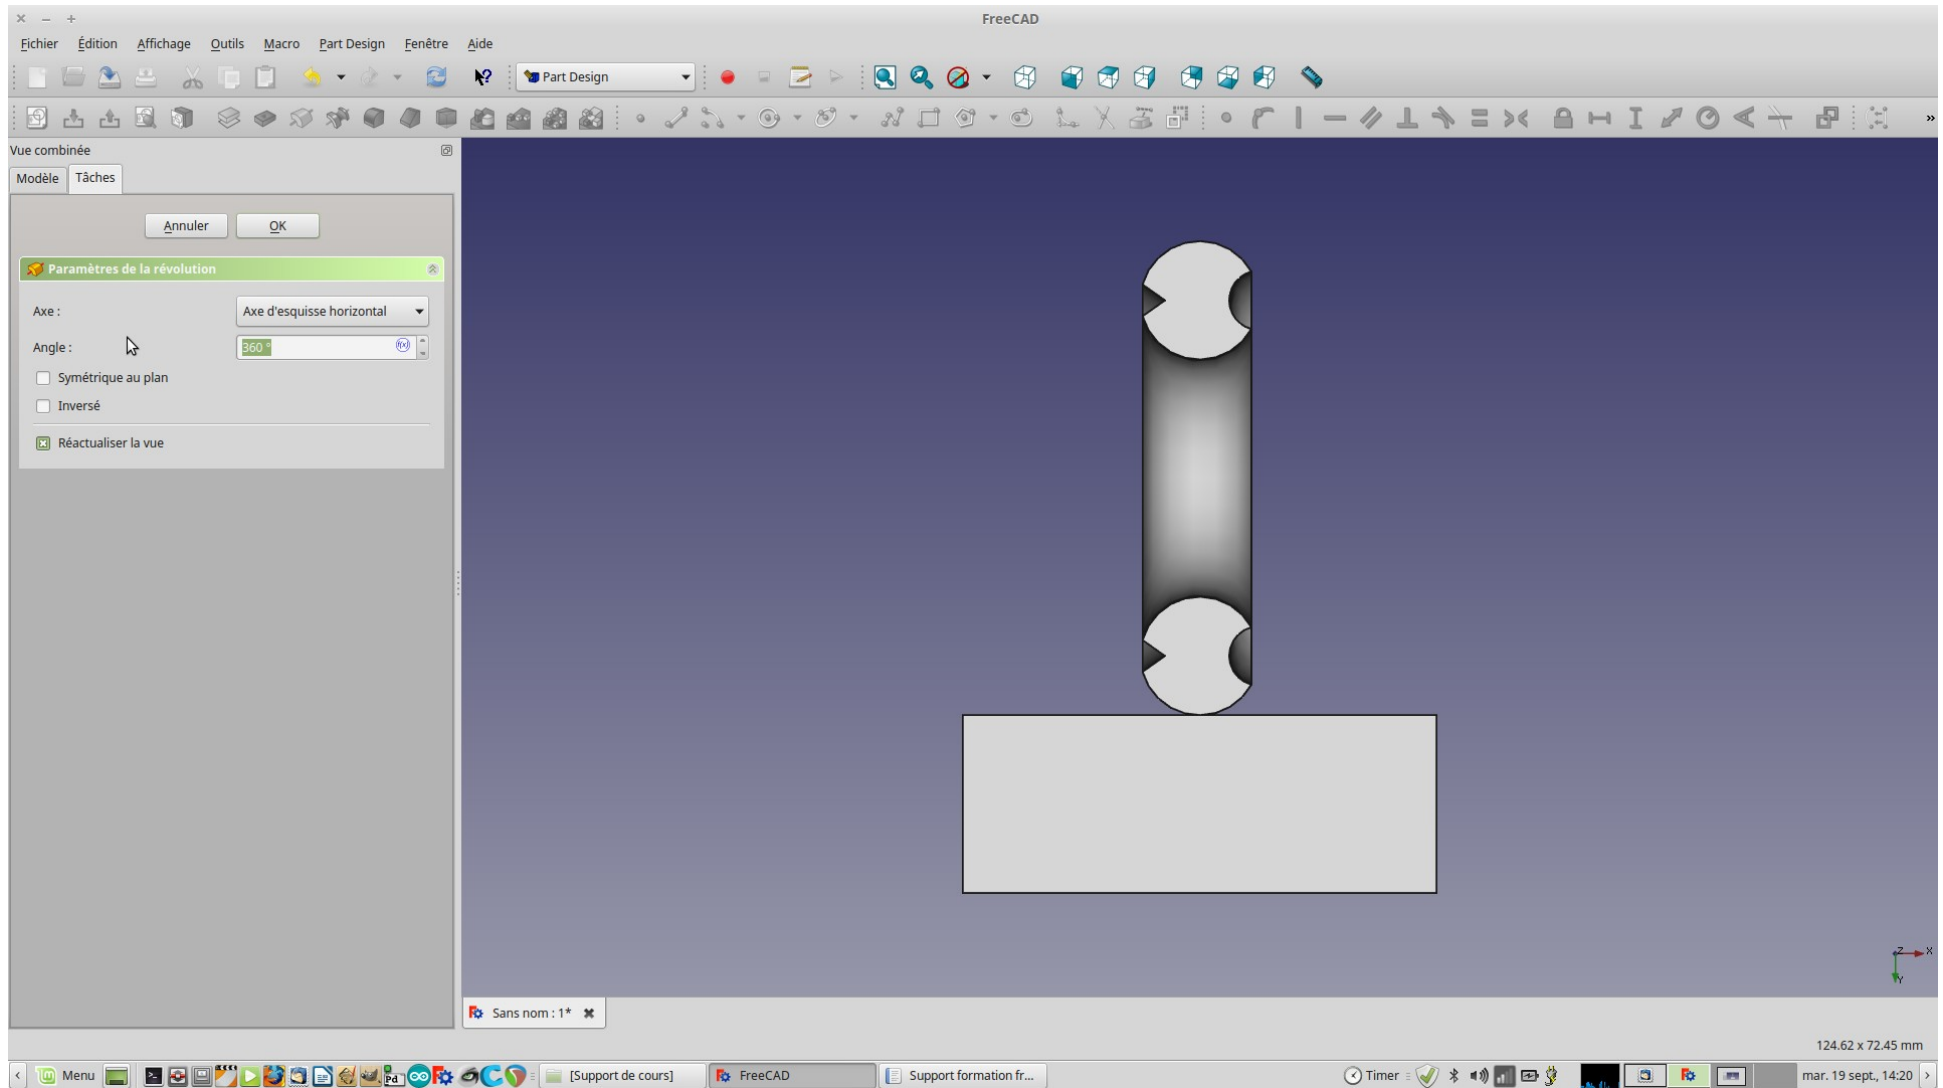 FreeCAD
Fichier Édition Affichage Outils Macro Part Design Fenêtre Aide
Part Design
Vue combinée
Modèle Tâches
Annuler OK
Paramètres de la révolution
Axe : Axe d'esquisse horizontal
Angle : 360 °
Symétrique au plan
Inversé
Réactualiser la vue
Z X
Y
Sans nom : 1*
124.62 x 72.45 mm
Menu Pd [Support de cours] FreeCAD Support formation fr... Timer mar. 19 sept., 14:20